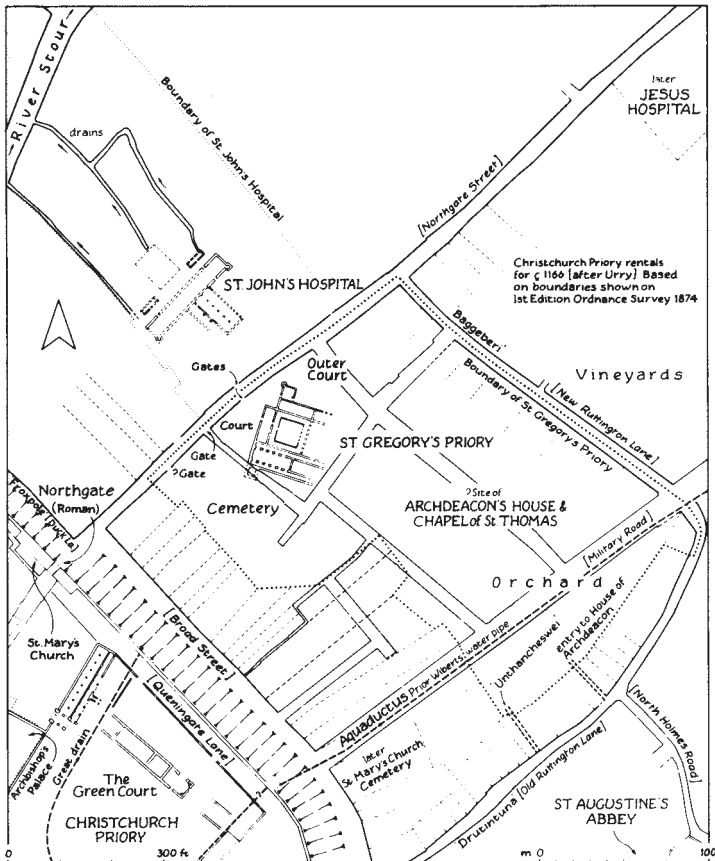 River Stour
drains
Boundary of St. John's Hospital
later
JESUS
HOSPITAL
[Northgate Street]
ST. JOHN'S HOSPITAL
Christchurch Priory rentals
for c 1166 [after Urry] Based
on boundaries shown on
1st Edition Ordnance Survey 1874
Baggeberi
Vineyards
[New Ruttington Lane]
Boundary of St Gregory's Priory
Gates
Outer
Court
Court
ST GREGORY'S PRIORY
Gate
?Gate
Northgate
(Roman)
Cemetery
? Site of
ARCHDEACON'S HOUSE &
CHAPEL of St THOMAS
[Military Road]
Orchard
St. Mary's
Church
[Broad Street]
[Queningate Lane]
Aquaductus Prior Wiberts water pipe
Unchancheswei
entry to House of
Archdeacon
[North Holmes Road]
Archbishop's
Palace
Great drain
The
Green Court
CHRISTCHURCH
PRIORY
later
St Mary's Church
Cemetery
Drutintuna [Old Ruttington Lane]
ST AUGUSTINE'S
ABBEY
0
300 ft
m 0
100